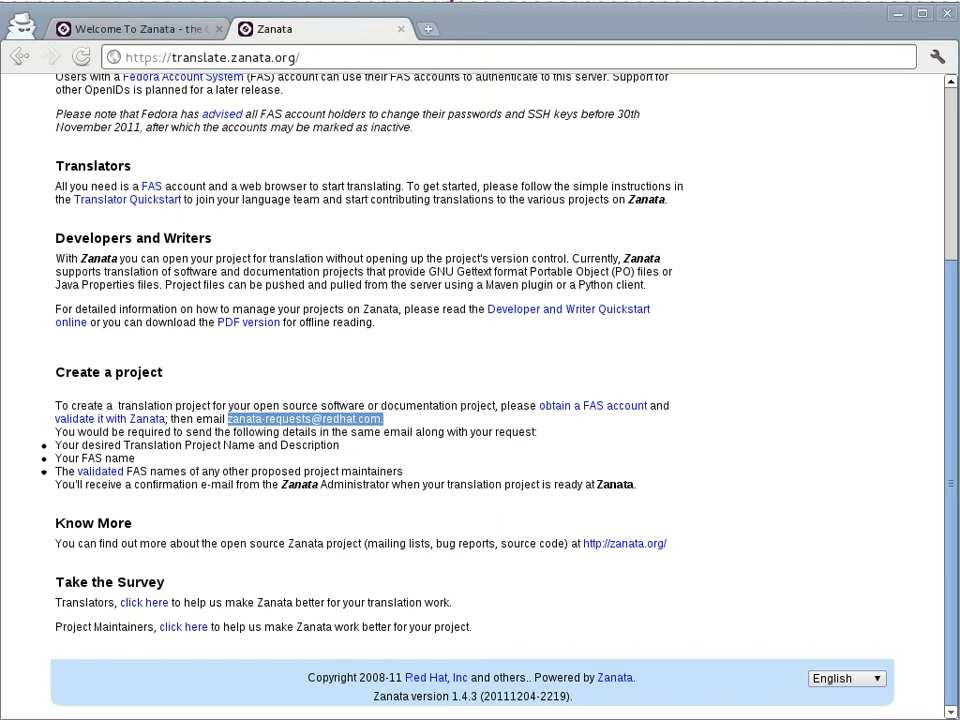 Welcome To Zanata - the C
Zanata
https://translate.zanata.org/
Users with a Fedora Account System (FAS) account can use their FAS accounts to authenticate to this server. Support for
other OpenIDs is planned for a later release.
Please note that Fedora has advised all FAS account holders to change their passwords and SSH keys before 30th
November 2011, after which the accounts may be marked as inactive.
Translators
All you need is a FAS account and a web browser to start translating. To get started, please follow the simple instructions in
the Translator Quickstart to join your language team and start contributing translations to the various projects on Zanata.
Developers and Writers
With Zanata you can open your project for translation without opening up the project's version control. Currently, Zanata
supports translation of software and documentation projects that provide GNU Gettext format Portable Object (PO) files or
Java Properties files. Project files can be pushed and pulled from the server using a Maven plugin or a Python client.
For detailed information on how to manage your projects on Zanata, please read the Developer and Writer Quickstart
online or you can download the PDF version for offline reading.
Create a project
To create a translation project for your open source software or documentation project, please obtain a FAS account and
validate it with Zanata; then email zanata-requests@redhat.com.
You would be required to send the following details in the same email along with your request:
Your desired Translation Project Name and Description
Your FAS name
The validated FAS names of any other proposed project maintainers
You'll receive a confirmation e-mail from the Zanata Administrator when your translation project is ready at Zanata.
Know More
You can find out more about the open source Zanata project (mailing lists, bug reports, source code) at http://zanata.org/
Take the Survey
Translators, click here to help us make Zanata better for your translation work.
Project Maintainers, click here to help us make Zanata work better for your project.
Copyright 2008-11 Red Hat, Inc and others.. Powered by Zanata.
English
Zanata version 1.4.3 (20111204-2219).